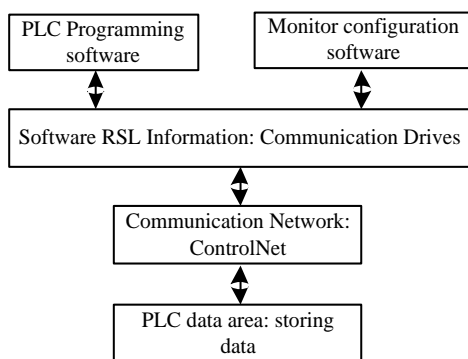 PLC Programming
software
Monitor configuration
software
Software RSL Information: Communication Drives
Communication Network:
ControlNet
PLC data area: storing
data